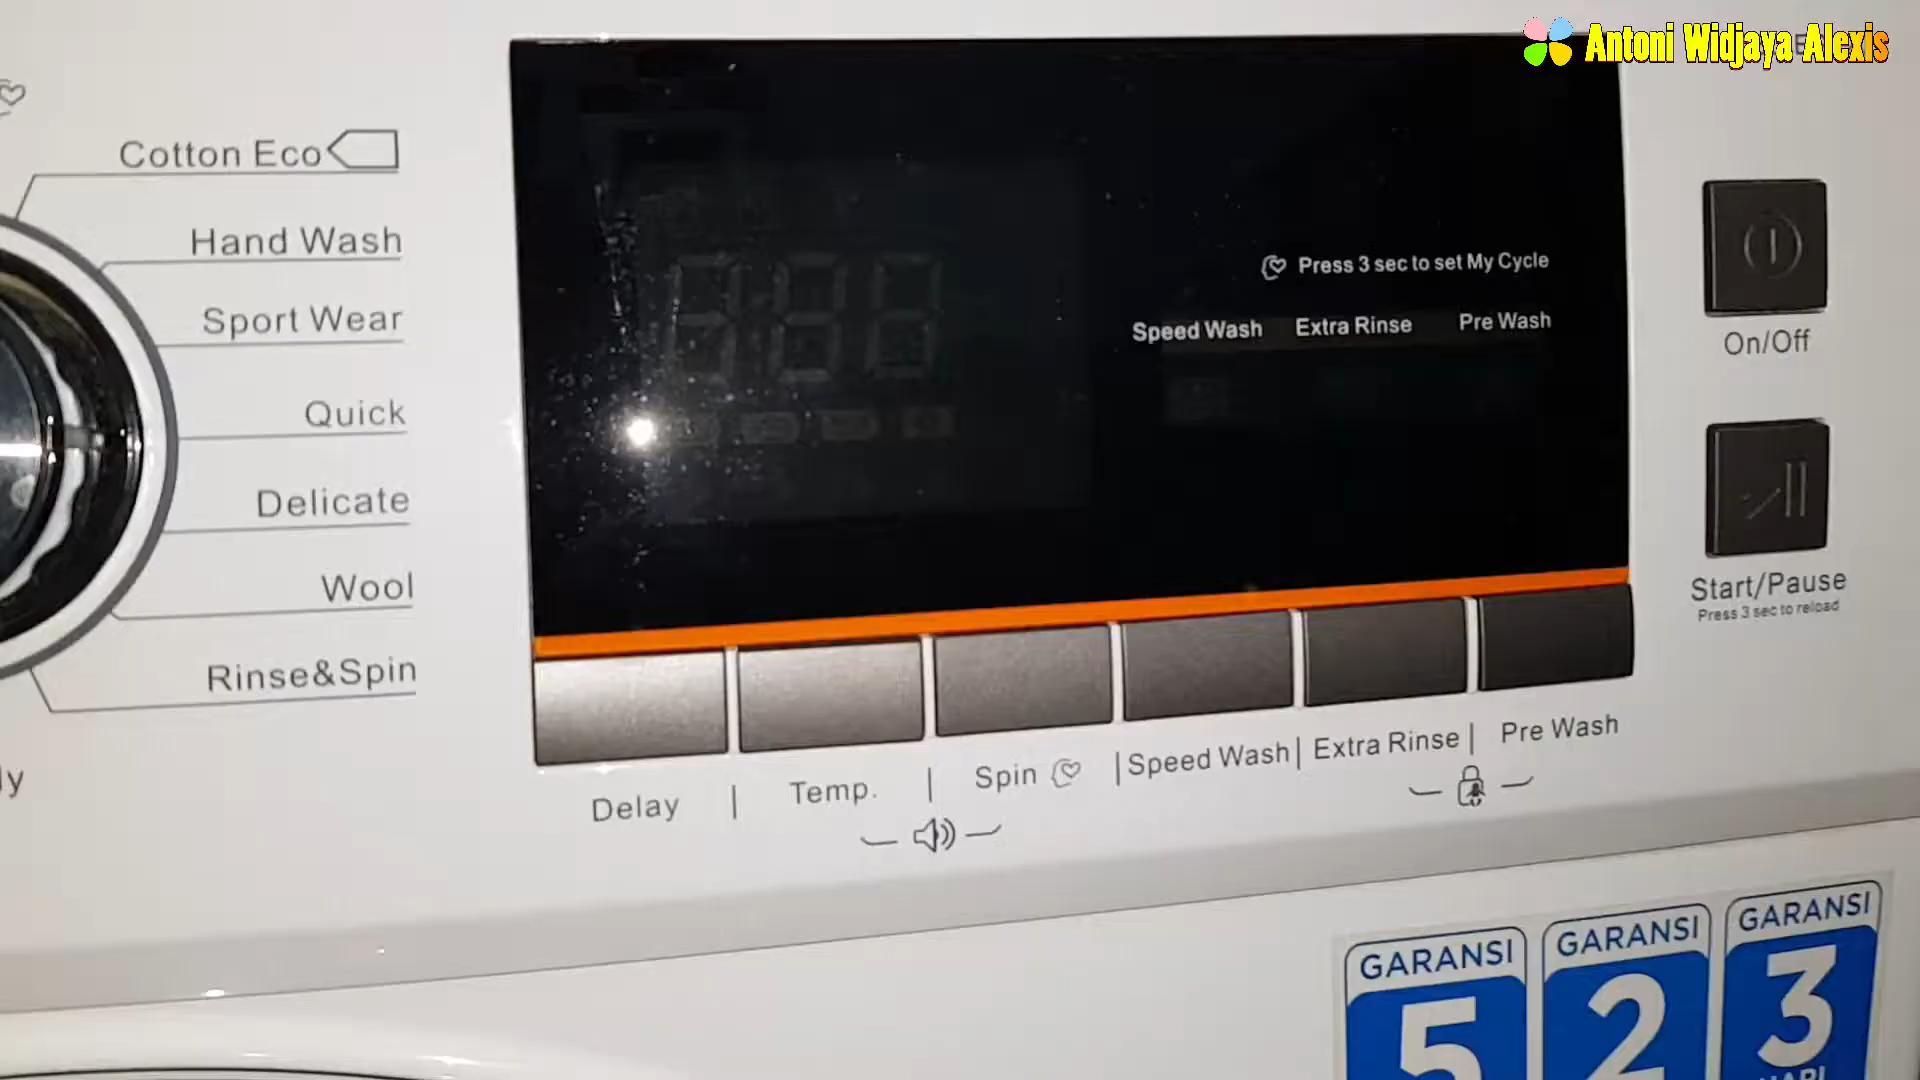 Antoni Widjaya Alexis
Cotton Eco
Hand Wash
Sport Wear
Quick
Delicate
Wool
Rinse&Spin
Press 3 sec to set My Cycle
Speed Wash Extra Rinse Pre Wash
On/Off
Start/Pause
Press 3 sec to reload
Delay | Temp. | Spin | Speed Wash | Extra Rinse | Pre Wash
GARANSI GARANSI GARANSI
5 2 3
HARI